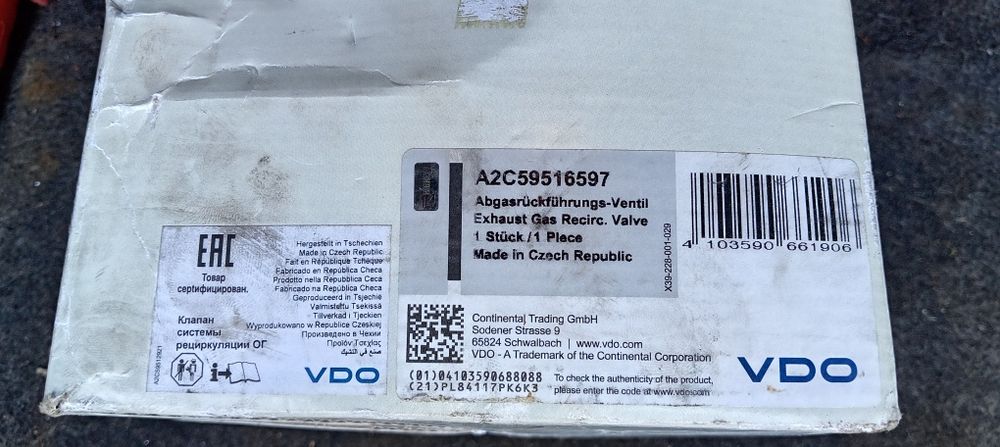 A2C59516597
Abgasrückführungs-Ventil
Exhaust Gas Recirc. Valve
1 Stück / 1 Piece
Made in Czech Republic
X39-228-001-029
4 103590 661906
EAC
Товар
сертифицирован.
Клапан
системы
рециркуляции ОГ
A2C59512921
Hergestellt in Tschechien
Made in Czech Republic
Fait en République Tchèque
Fabricado en República Checa
Prodotto nella Repubblica Ceca
Fabricado na República Checa
Geproduceerd in Tsjechië
Valmistettu Tsekissä
Tillverkad i Tjeckien
Wyprodukowano w Republice Czeskiej
Произведено в Чехии
Προϊόν Τσεχίας
صنع في التشيك
VDO
Continental Trading GmbH
Sodener Strasse 9
65824 Schwalbach | www.vdo.com
VDO - A Trademark of the Continental Corporation
(01)04103590688088
(21)PL84117PK6K3
To check the authenticity of the product,
please enter the code at www.vdo.com
VDO